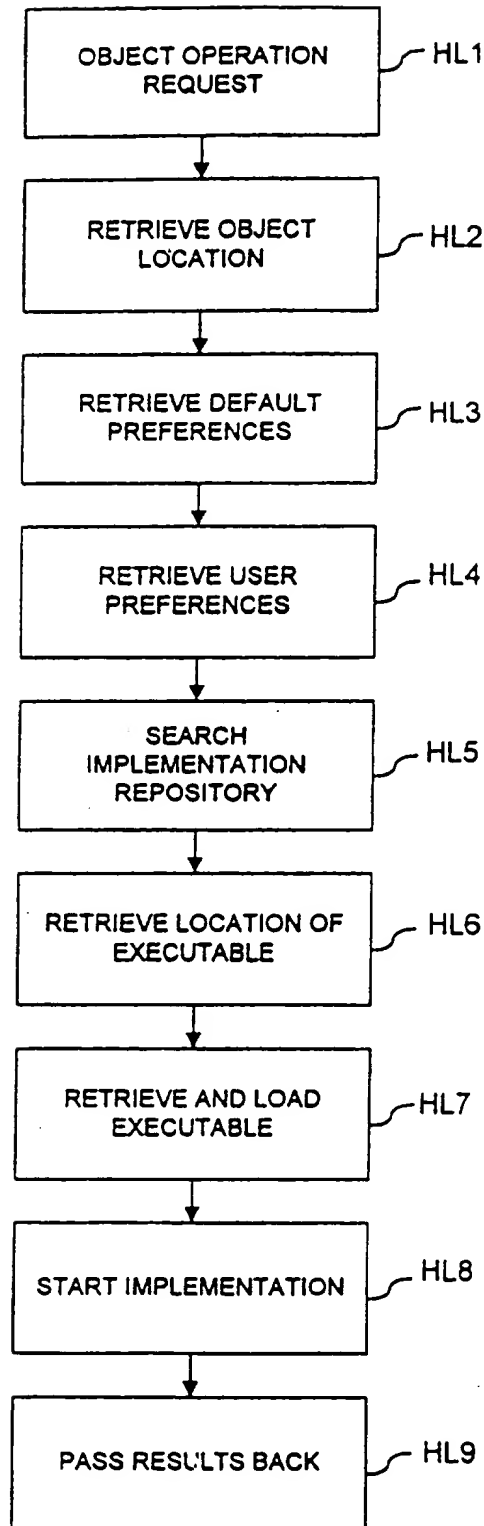 OBJECT OPERATION
REQUEST
HL1
RETRIEVE OBJECT
LOCATION
HL2
RETRIEVE DEFAULT
PREFERENCES
HL3
RETRIEVE USER
PREFERENCES
HL4
SEARCH
IMPLEMENTATION
REPOSITORY
HL5
RETRIEVE LOCATION OF
EXECUTABLE
HL6
RETRIEVE AND LOAD
EXECUTABLE
HL7
START IMPLEMENTATION
HL8
PASS RESULTS BACK
HL9